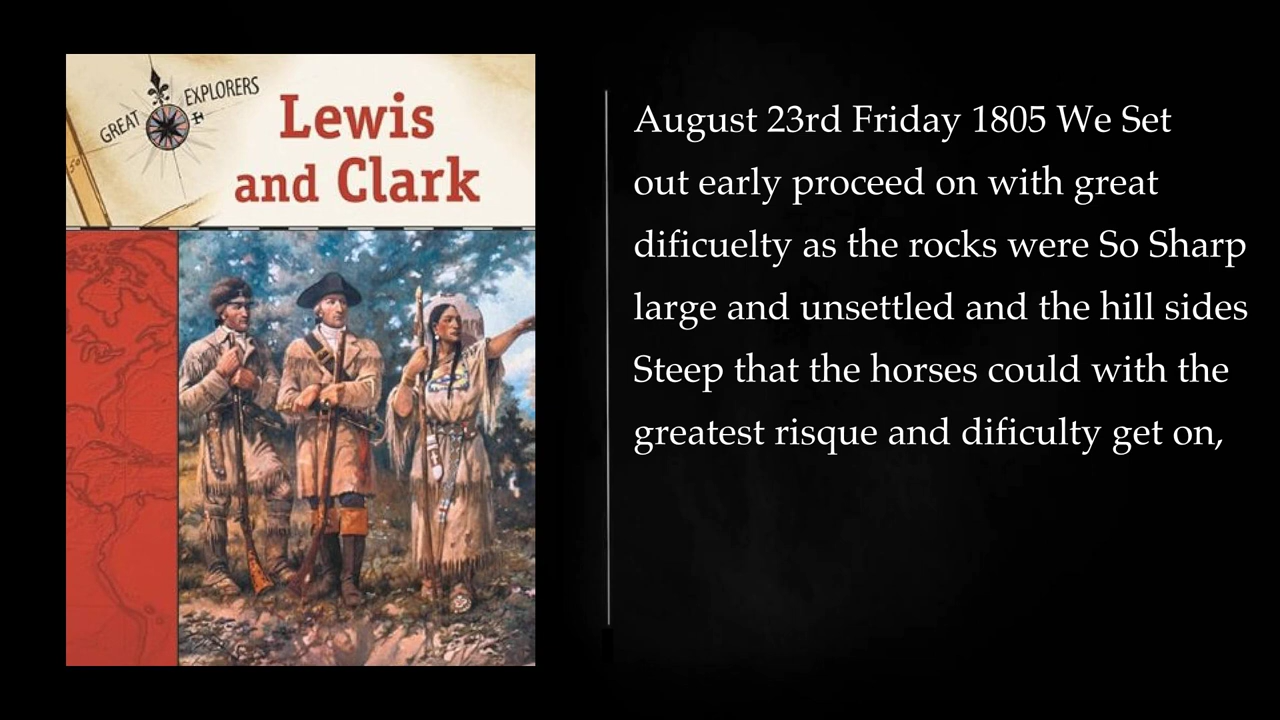 GREAT EXPLORERS
Lewis
and Clark
August 23rd Friday 1805 We Set
out early proceed on with great
dificuelty as the rocks were So Sharp
large and unsettled and the hill sides
Steep that the horses could with the
greatest risque and dificulty get on,